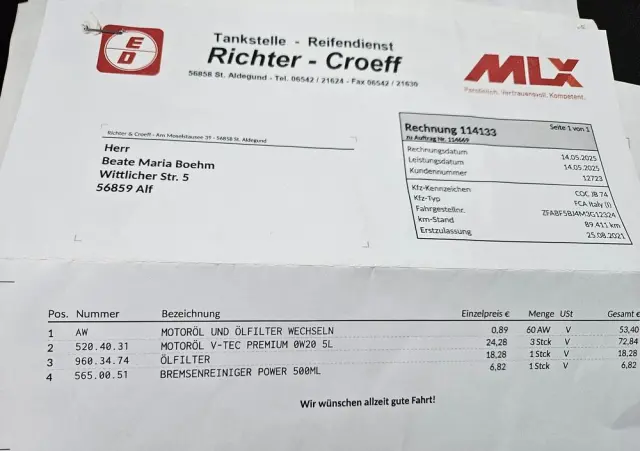 ED
Tankstelle - Reifendienst
Richter - Croeff
56858 St. Aldegund - Tel. 06542 / 21624 - Fax 06542 / 21630
MLX
Persönlich. Vertrauensvoll. Kompetent.
Richter & Croeff - Am Moselstausee 31 - 56858 St. Aldegund
Herr
Beate Maria Boehm
Wittlicher Str. 5
56859 Alf
Rechnung 114133 Seite 1 von 1
zu Auftrag Nr. 114669
Rechnungsdatum 14.05.2025
Leistungsdatum 14.05.2025
Kundennummer 12723
Kfz-Kennzeichen COC JB 74
Kfz-Typ FCA Italy (I)
Fahrgestellnr. ZFABF5BJ4M3G12324
km-Stand 89.411 km
Erstzulassung 25.08.2021
Pos. Nummer Bezeichnung Einzelpreis € Menge USt Gesamt €
1 AW MOTORÖL UND ÖLFILTER WECHSELN 0,89 60 AW V 53,40
2 520.40.31 MOTORÖL V-TEC PREMIUM 0W20 5L 24,28 3 Stck V 72,84
3 960.34.74 ÖLFILTER 18,28 1 Stck V 18,28
4 565.00.51 BREMSENREINIGER POWER 500ML 6,82 1 Stck V 6,82
Wir wünschen allzeit gute Fahrt!